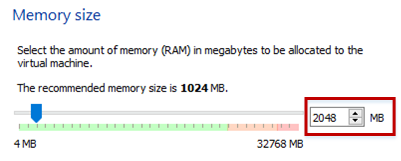 Memory size
Select the amount of memory (RAM) in megabytes to be allocated to the
virtual machine.
The recommended memory size is 1024 MB.
2048 MB
4 MB 32768 MB